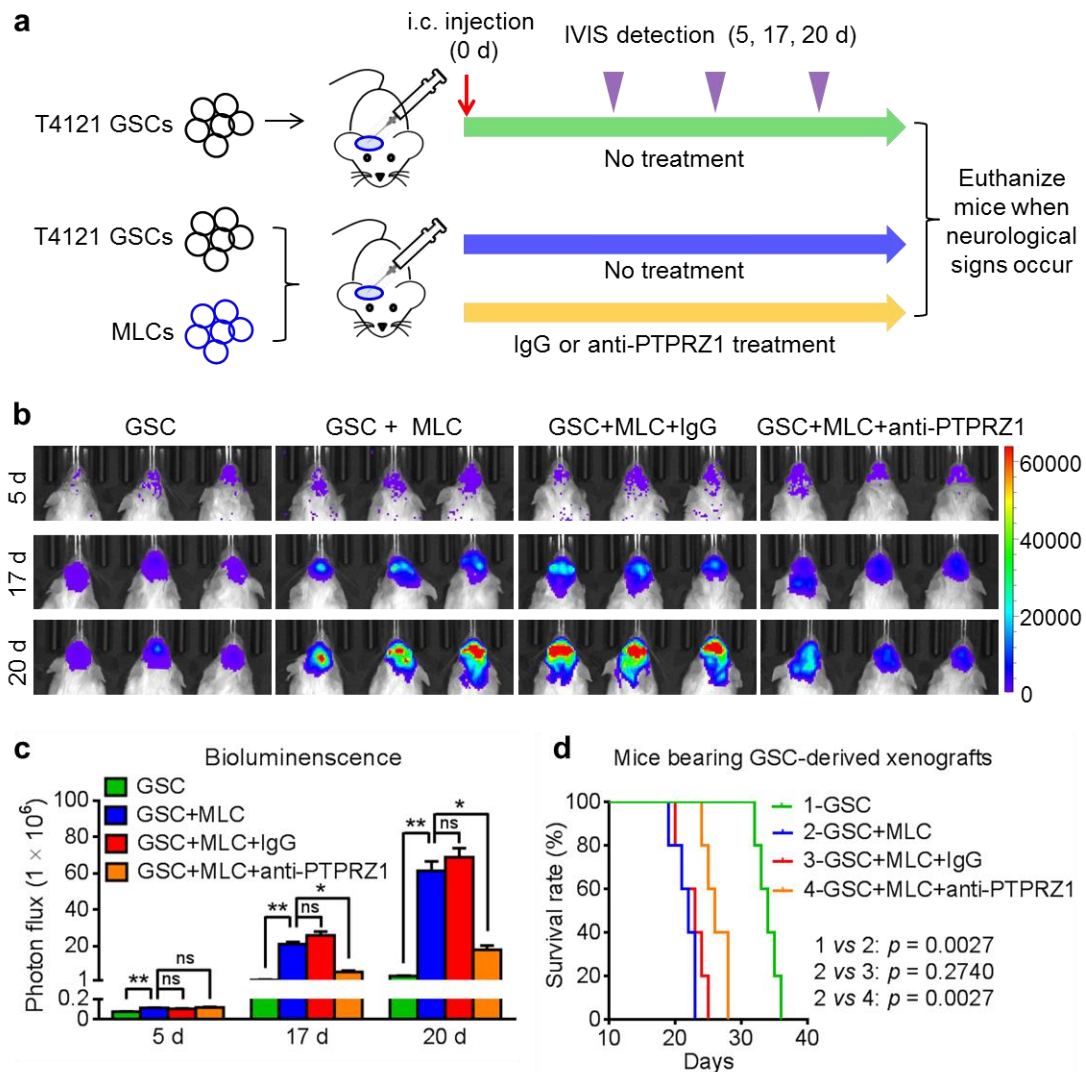 a
i.c. injection
(0 d)
IVIS detection (5, 17, 20 d)
T4121 GSCs
No treatment
T4121 GSCs
MLCs
No treatment
IgG or anti-PTPRZ1 treatment
Euthanize
mice when
neurological
signs occur
b
GSC
GSC + MLC
GSC+MLC+IgG
GSC+MLC+anti-PTPRZ1
5 d
17 d
20 d
60000
40000
20000
0
c
Bioluminenscence
GSC
GSC+MLC
GSC+MLC+IgG
GSC+MLC+anti-PTPRZ1
Photon flux (1 × 10⁶)
100
80
60
40
20
1
0.2
0
** ns ns
** ns *
** ns *
5 d 17 d 20 d
d
Mice bearing GSC-derived xenografts
Survival rate (%)
100
80
60
40
20
0
10 20 30 40
Days
1-GSC
2-GSC+MLC
3-GSC+MLC+IgG
4-GSC+MLC+anti-PTPRZ1
1 vs 2: p = 0.0027
2 vs 3: p = 0.2740
2 vs 4: p = 0.0027